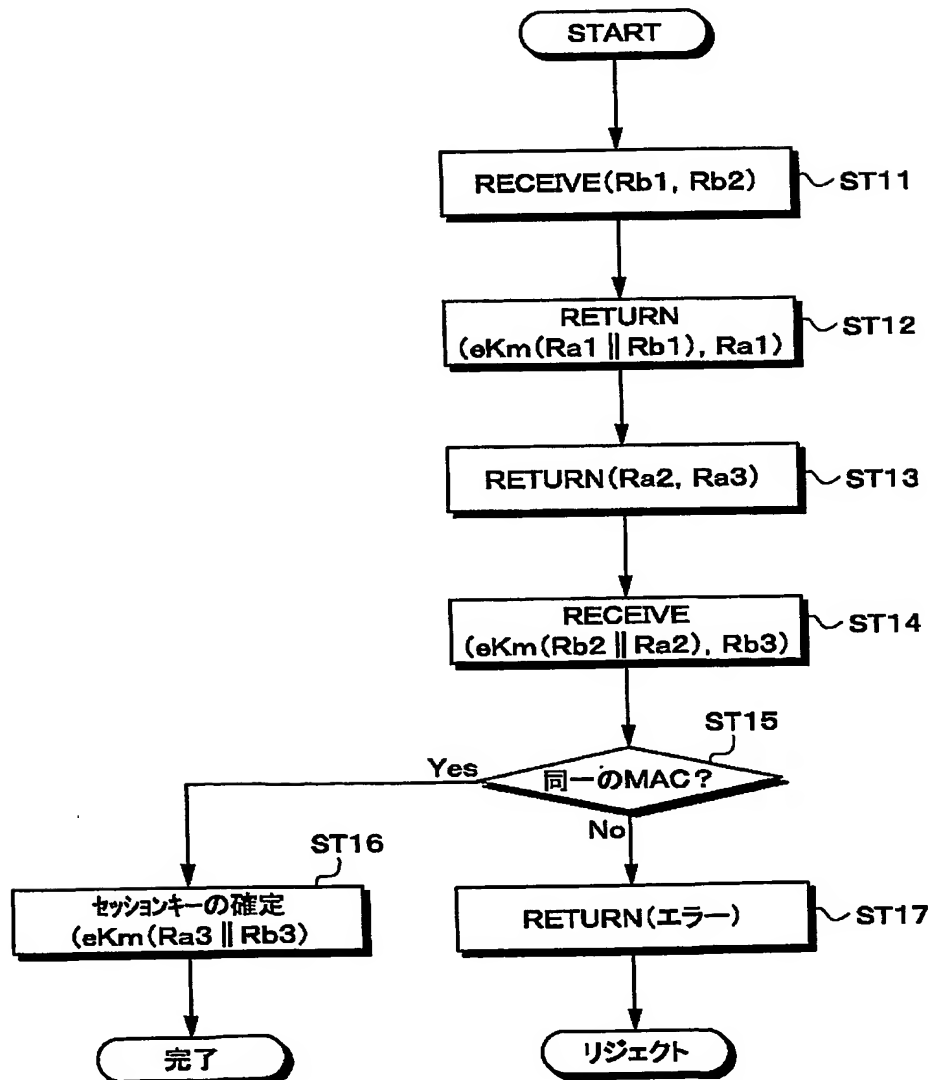 START
RECEIVE(Rb1, Rb2)
ST11
RETURN
(eKm(Ra1 || Rb1), Ra1)
ST12
RETURN(Ra2, Ra3)
ST13
RECEIVE
(eKm(Rb2 || Ra2), Rb3)
ST14
ST15
同一のMAC?
Yes
No
ST16
セッションキーの確定
(eKm(Ra3 || Rb3)
RETURN(エラー)
ST17
完了
リジェクト